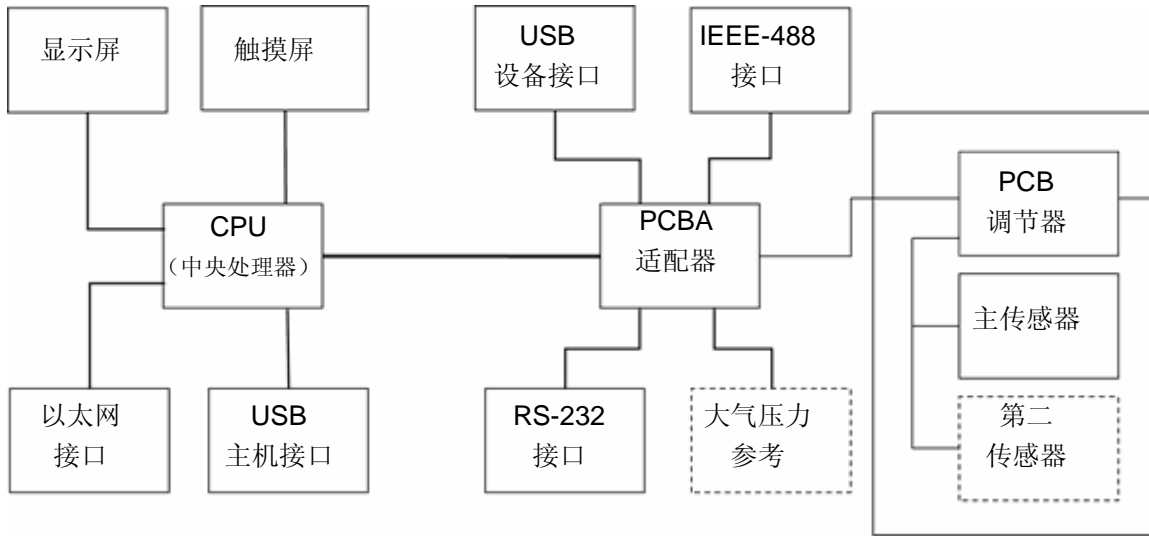 显示屏
触摸屏
USB
设备接口
IEEE-488
接口
CPU
（中央处理器）
PCBA
适配器
PCB
调节器
主传感器
第二
传感器
以太网
接口
USB
主机接口
RS-232
接口
大气压力
参考